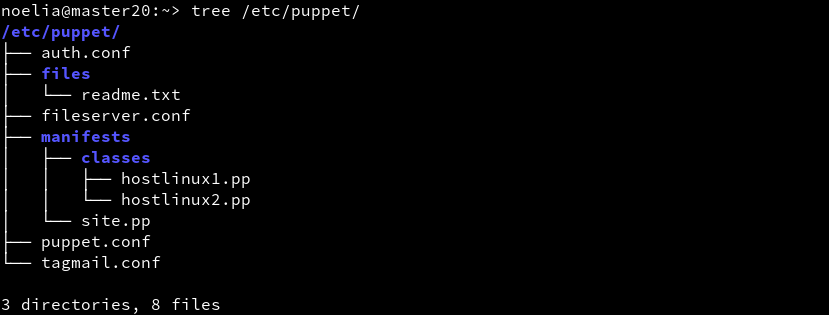 noelia@master20:~> tree /etc/puppet/
/etc/puppet/
├── auth.conf
├── files
│   └── readme.txt
├── fileserver.conf
├── manifests
│   ├── classes
│   │   ├── hostlinux1.pp
│   │   └── hostlinux2.pp
│   └── site.pp
├── puppet.conf
└── tagmail.conf

3 directories, 8 files